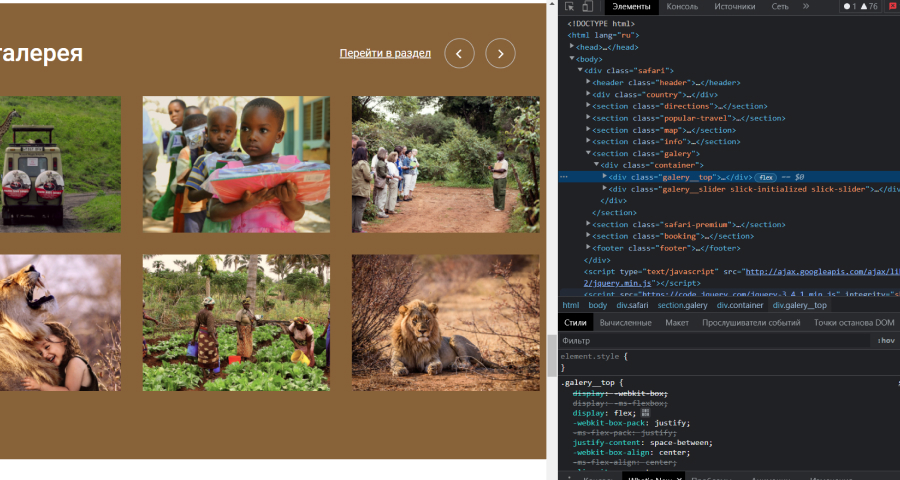 Элементы Консоль Источники Сеть » 1 76
<!DOCTYPE html>
галерея
Перейти в раздел
<html lang="ru">
<head>…</head>
<body>
<div class="safari">
<header class="header">…</header>
<div class="country">…</div>
<section class="directions">…</section>
<section class="popular-travel">…</section>
<section class="map">…</section>
<section class="info">…</section>
<section class="galery">
<div class="container">
<div class="galery__top">…</div> flex == $0
<div class="galery__slider slick-initialized slick-slider">…</div>
</div>
</section>
<section class="safari-premium">…</section>
<section class="booking">…</section>
<footer class="footer">…</footer>
</div>
<script type="text/javascript" src="http://ajax.googleapis.com/ajax/li
2/jquery.min.js"></script>
<script src="https://code.jquery.com/jquery-3.4.1.min.js" integrity="s
html body div.safari section.galery div.container div.galery__top
Стили Вычисленные Макет Прослушиватели событий Точки останова DOM
Фильтр :hov
element.style {
}
.galery__top {
display: -webkit-box;
display: -ms-flexbox;
display: flex;
-webkit-box-pack: justify;
-ms-flex-pack: justify;
justify-content: space-between;
-webkit-box-align: center;
-ms-flex-align: center;